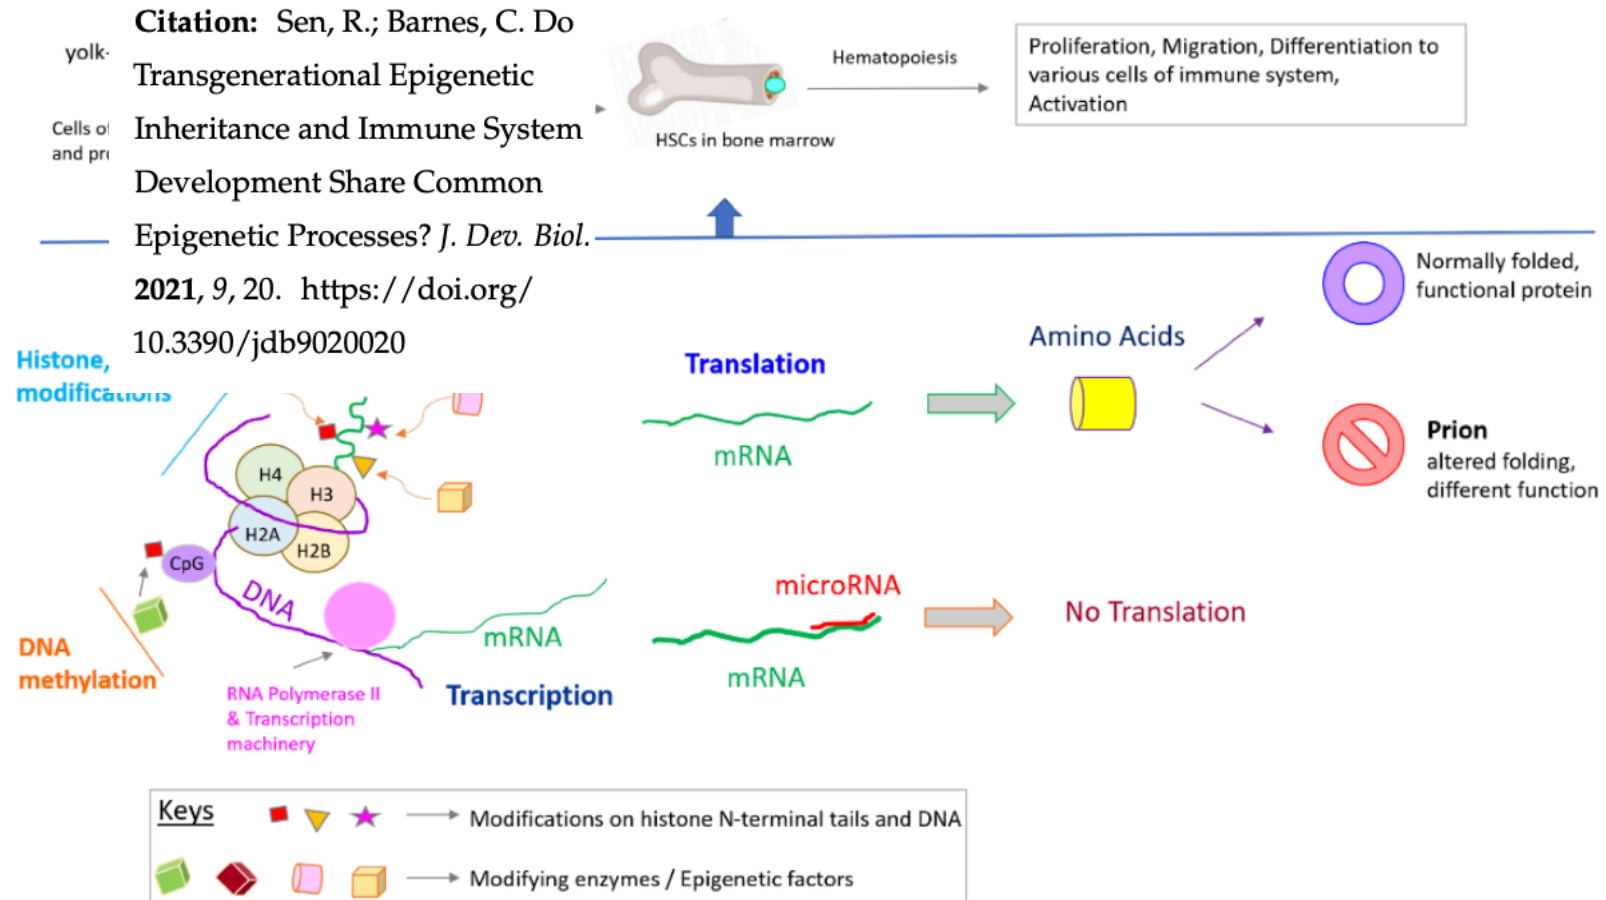 Citation: Sen, R.; Barnes, C. Do
Transgenerational Epigenetic
Inheritance and Immune System
Development Share Common
Epigenetic Processes? J. Dev. Biol.
2021, 9, 20. https://doi.org/
10.3390/jdb9020020
yolk-
Cells of
and pro
HSCs in bone marrow
Hematopoiesis
Proliferation, Migration, Differentiation to
various cells of immune system,
Activation
Histone,
modifications
H4
H3
H2A
H2B
CpG
DNA
mRNA
DNA
methylation
RNA Polymerase II
& Transcription
machinery
Transcription
Translation
mRNA
Amino Acids
Normally folded,
functional protein
Prion
altered folding,
different function
microRNA
mRNA
No Translation
Keys
Modifications on histone N-terminal tails and DNA
Modifying enzymes / Epigenetic factors